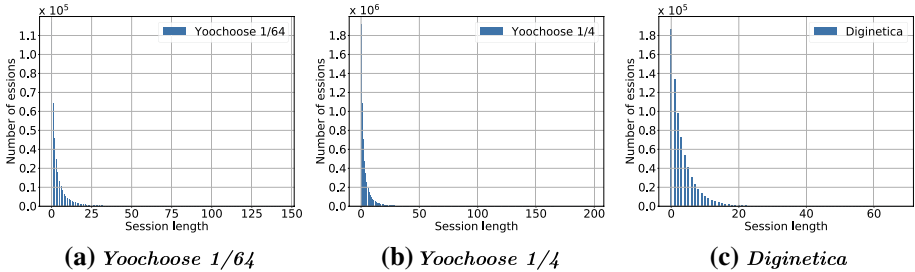 x 10^5
Number of essions
1.1
1.0
0.8
0.7
0.6
0.5
0.3
0.2
0.1
0.0
Yoochoose 1/64
0 25 50 75 100 125 150
Session length
(a) Yoochoose 1/64
x 10^6
Number of essions
1.8
1.6
1.4
1.2
1.0
0.8
0.6
0.4
0.2
0.0
Yoochoose 1/4
0 50 100 150 200
Session length
(b) Yoochoose 1/4
x 10^5
Number of essions
1.8
1.6
1.4
1.2
1.0
0.8
0.6
0.4
0.2
0.0
Diginetica
0 20 40 60
Session length
(c) Diginetica